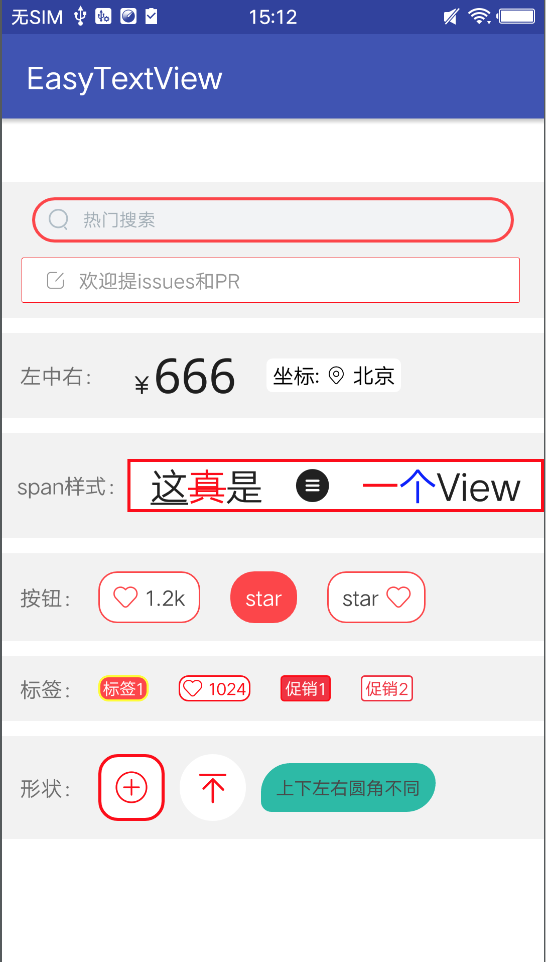 无SIM 15:12
EasyTextView
热门搜索
欢迎提issues和PR
左中右： ¥666 坐标: 北京
span样式： 这真是 一个View
按钮： 1.2k star star
标签： 标签1 1024 促销1 促销2
形状： 上下左右圆角不同